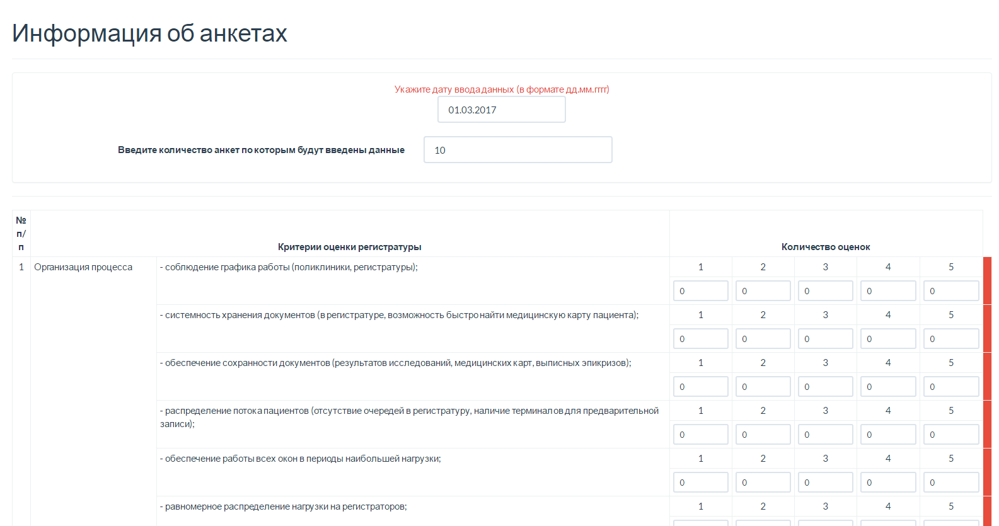 Информация об анкетах
Укажите дату ввода данных (в формате дд.мм.гггг)
01.03.2017
Введите количество анкет по которым будут введены данные
10
№
п/
п
Критерии оценки регистратуры
Количество оценок
1
Организация процесса
- соблюдение графика работы (поликлиники, регистратуры);
1 2 3 4 5
0 0 0 0 0
- системность хранения документов (в регистратуре, возможность быстро найти медицинскую карту пациента);
1 2 3 4 5
0 0 0 0 0
- обеспечение сохранности документов (результатов исследований, медицинских карт, выписных эпикризов);
1 2 3 4 5
0 0 0 0 0
- распределение потока пациентов (отсутствие очередей в регистратуру, наличие терминалов для предварительной
записи);
1 2 3 4 5
0 0 0 0 0
- обеспечение работы всех окон в периоды наибольшей нагрузки;
1 2 3 4 5
0 0 0 0 0
- равномерное распределение нагрузки на регистраторов;
1 2 3 4 5